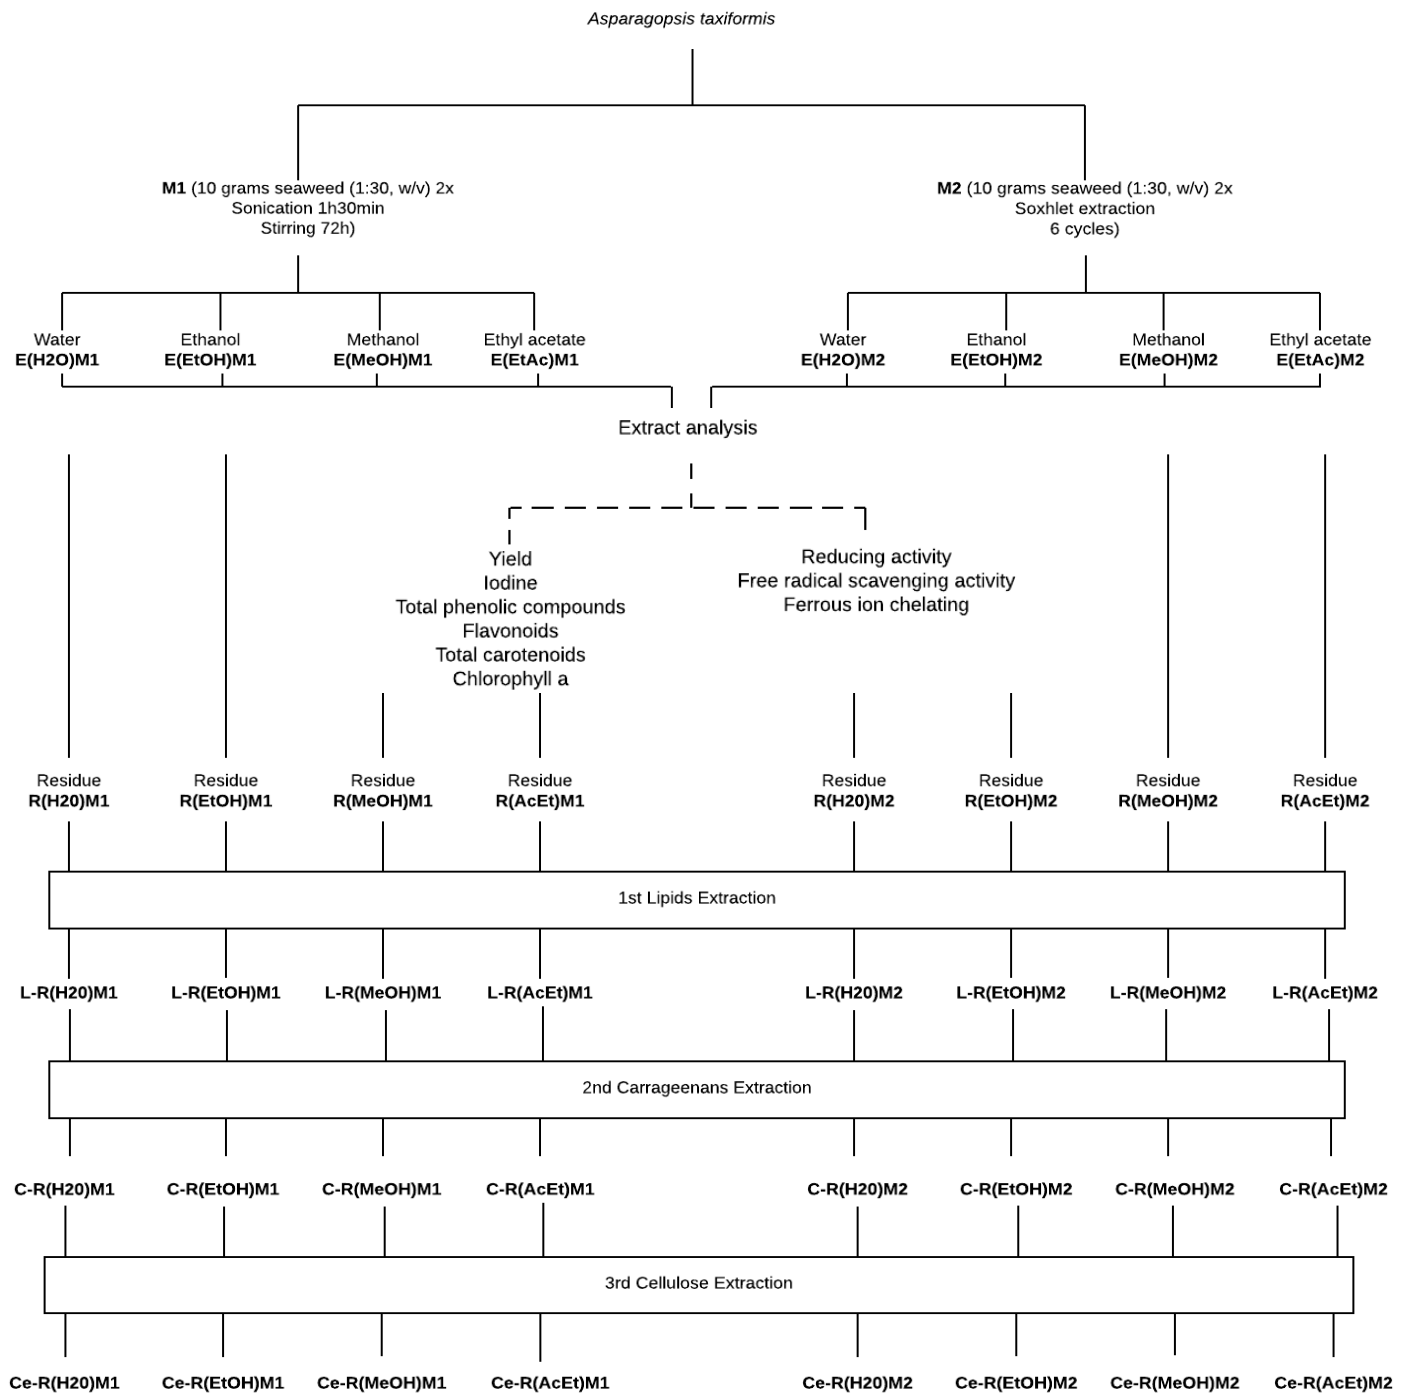 Asparagopsis taxiformis
M1 (10 grams seaweed (1:30, w/v) 2x
Sonication 1h30min
Stirring 72h)
M2 (10 grams seaweed (1:30, w/v) 2x
Soxhlet extraction
6 cycles)
Water
E(H2O)M1
Ethanol
E(EtOH)M1
Methanol
E(MeOH)M1
Ethyl acetate
E(EtAc)M1
Water
E(H2O)M2
Ethanol
E(EtOH)M2
Methanol
E(MeOH)M2
Ethyl acetate
E(EtAc)M2
Extract analysis
Yield
Iodine
Total phenolic compounds
Flavonoids
Total carotenoids
Chlorophyll a
Reducing activity
Free radical scavenging activity
Ferrous ion chelating
Residue
R(H20)M1
Residue
R(EtOH)M1
Residue
R(MeOH)M1
Residue
R(AcEt)M1
Residue
R(H20)M2
Residue
R(EtOH)M2
Residue
R(MeOH)M2
Residue
R(AcEt)M2
1st Lipids Extraction
L-R(H20)M1
L-R(EtOH)M1
L-R(MeOH)M1
L-R(AcEt)M1
L-R(H20)M2
L-R(EtOH)M2
L-R(MeOH)M2
L-R(AcEt)M2
2nd Carrageenans Extraction
C-R(H20)M1
C-R(EtOH)M1
C-R(MeOH)M1
C-R(AcEt)M1
C-R(H20)M2
C-R(EtOH)M2
C-R(MeOH)M2
C-R(AcEt)M2
3rd Cellulose Extraction
Ce-R(H20)M1
Ce-R(EtOH)M1
Ce-R(MeOH)M1
Ce-R(AcEt)M1
Ce-R(H20)M2
Ce-R(EtOH)M2
Ce-R(MeOH)M2
Ce-R(AcEt)M2